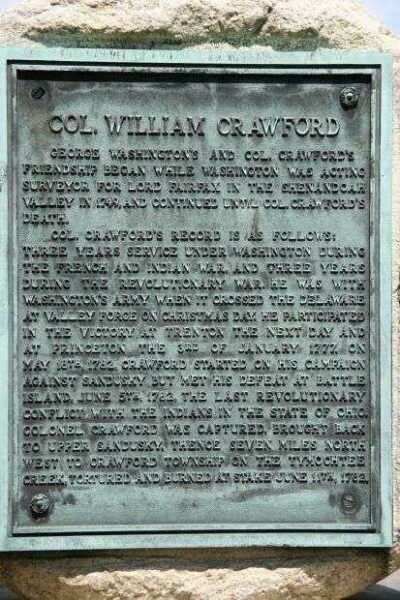 COL. WILLIAM CRAWFORD
GEORGE WASHINGTON'S AND COL. CRAWFORD'S
FRIENDSHIP BEGAN WHILE WASHINGTON WAS ACTING
SURVEYOR FOR LORD FAIRFAX IN THE SHENANDOAH
VALLEY IN 1749, AND CONTINUED UNTIL COL. CRAWFORD'S
DEATH.
COL. CRAWFORD'S RECORD IS AS FOLLOWS:
THREE YEARS SERVICE UNDER WASHINGTON DURING
THE FRENCH AND INDIAN WAR, AND THREE YEARS
DURING THE REVOLUTIONARY WAR. HE WAS WITH
WASHINGTON'S ARMY WHEN IT CROSSED THE DELAWARE
AT VALLEY FORGE ON CHRISTMAS DAY. HE PARTICIPATED
IN THE VICTORY AT TRENTON THE NEXT DAY AND
AT PRINCETON THE 3RD OF JANUARY 1777. ON
MAY 16TH, 1782, CRAWFORD STARTED ON HIS CAMPAIGN
AGAINST SANDUSKY, BUT MET HIS DEFEAT AT BATTLE
ISLAND, JUNE 5TH, 1782, THE LAST REVOLUTIONARY
CONFLICT WITH THE INDIANS IN THE STATE OF OHIO.
COLONEL CRAWFORD WAS CAPTURED, BROUGHT BACK
TO UPPER SANDUSKY, THENCE SEVEN MILES NORTH
WEST TO CRAWFORD TOWNSHIP ON THE TYMOCHTEE
CREEK, TORTURED AND BURNED AT STAKE JUNE 11TH, 1782.